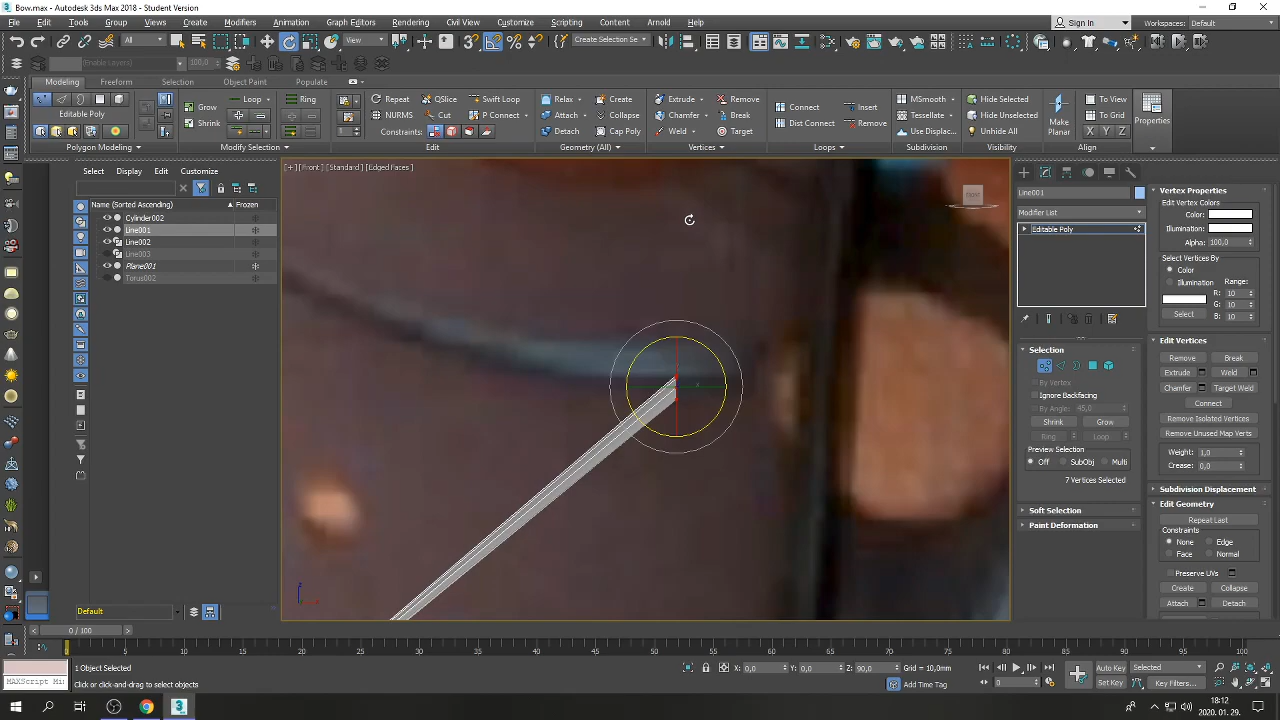 Bow.max - Autodesk 3ds Max 2018 - Student Version
File Edit Tools Group Views Create Modifiers Animation Graph Editors Rendering Civil View Customize Scripting Content Arnold Help
Sign In Workspaces: Default
All View Create Selection Se
(Enable Layers) 100,0
Modeling Freeform Selection Object Paint Populate
Grow Loop Ring Repeat QSlice Swift Loop Relax Create Extrude Remove Connect Insert MSmooth Hide Selected To View
Editable Poly NURMS Cut P Connect Attach Collapse Chamfer Break Tessellate Unhide Selected Make Planar To Grid Properties
Shrink Constraints: Detach Cap Poly Weld Target Dist Connect Remove Use Displac... Unhide All X Y Z
Polygon Modeling Modify Selection Edit Geometry (All) Vertices Loops Subdivision Visibility Align
Select Display Edit Customize
Name (Sorted Ascending) Frozen
Cylinder002
Line001
Line002
Line003
Plane001
Torus002
Default
[+] [Front] [Standard] [Edged Faces]
FRONT
Line001
Modifier List
Editable Poly
Selection
By Vertex
Ignore Backfacing
By Angle: 45,0
Shrink Grow
Ring Loop
Preview Selection
Off SubObj Multi
7 Vertices Selected
Soft Selection
Paint Deformation
Vertex Properties
Edit Vertex Colors
Color:
Illumination:
Alpha: 100,0
Select Vertices By
Color Range:
Illumination R: 10
G: 10
B: 10
Select
Edit Vertices
Remove Break
Extrude Weld
Chamfer Target Weld
Connect
Remove Isolated Vertices
Remove Unused Map Verts
Weight: 1,0
Crease: 0,0
Subdivision Displacement
Edit Geometry
Repeat Last
Constraints
None Edge
Face Normal
Preserve UVs
Create Collapse
Attach Detach
0 / 100
0 5 10 15 20 25 30 35 40 45 50 55 60 65 70 75 80 85 90 95 100
1 Object Selected
MAXScript Mi
Click or click-and-drag to select objects
X: 0,0 Y: 0,0 Z: 90,0 Grid = 10,0mm
Add Time Tag
Auto Key Selected
Set Key Key Filters...
0
18:12
2020. 01. 29.